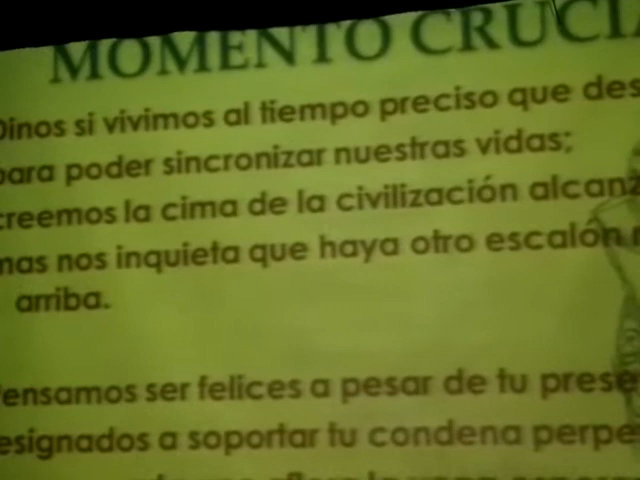 MOMENTO CRUCI
Dinos si vivimos al tiempo preciso que des
para poder sincronizar nuestras vidas;
creemos la cima de la civilización alcanz
mas nos inquieta que haya otro escalón
arriba.
Pensamos ser felices a pesar de tu prese
esignados a soportar tu condena perpe